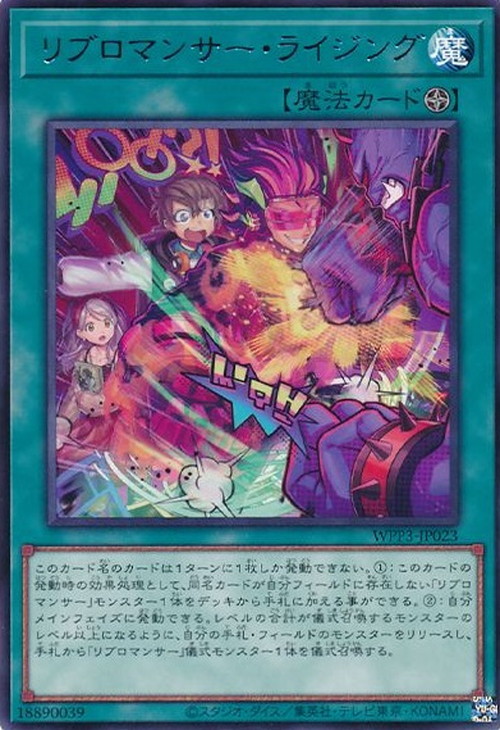 リブロマンサー・ライジング
魔
【魔法カード】
WPP3-JP023
このカード名のカードは1ターンに1枚しか発動できない。①:このカードの
発動時の効果処理として、同名カードが自分フィールドに存在しない「リブロ
マンサー」モンスター1体をデッキから手札に加える事ができる。②:自分
メインフェイズに発動できる。レベルの合計が儀式召喚するモンスターの
レベル以上になるように、自分の手札・フィールドのモンスターをリリースし、
手札から「リブロマンサー」儀式モンスター1体を儀式召喚する。
18890039
©スタジオ・ダイス/集英社・テレビ東京・KONAMI